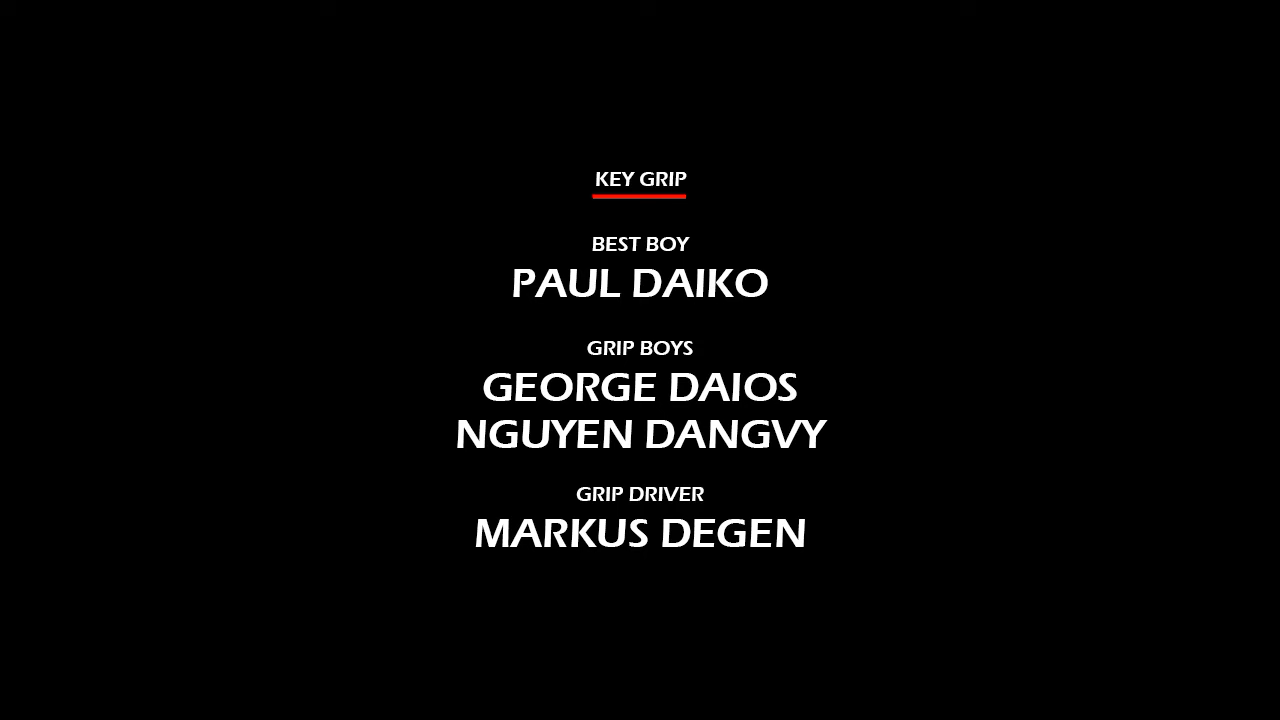 KEY GRIP
BEST BOY
PAUL DAIKO
GRIP BOYS
GEORGE DAIOS
NGUYEN DANGVY
GRIP DRIVER
MARKUS DEGEN